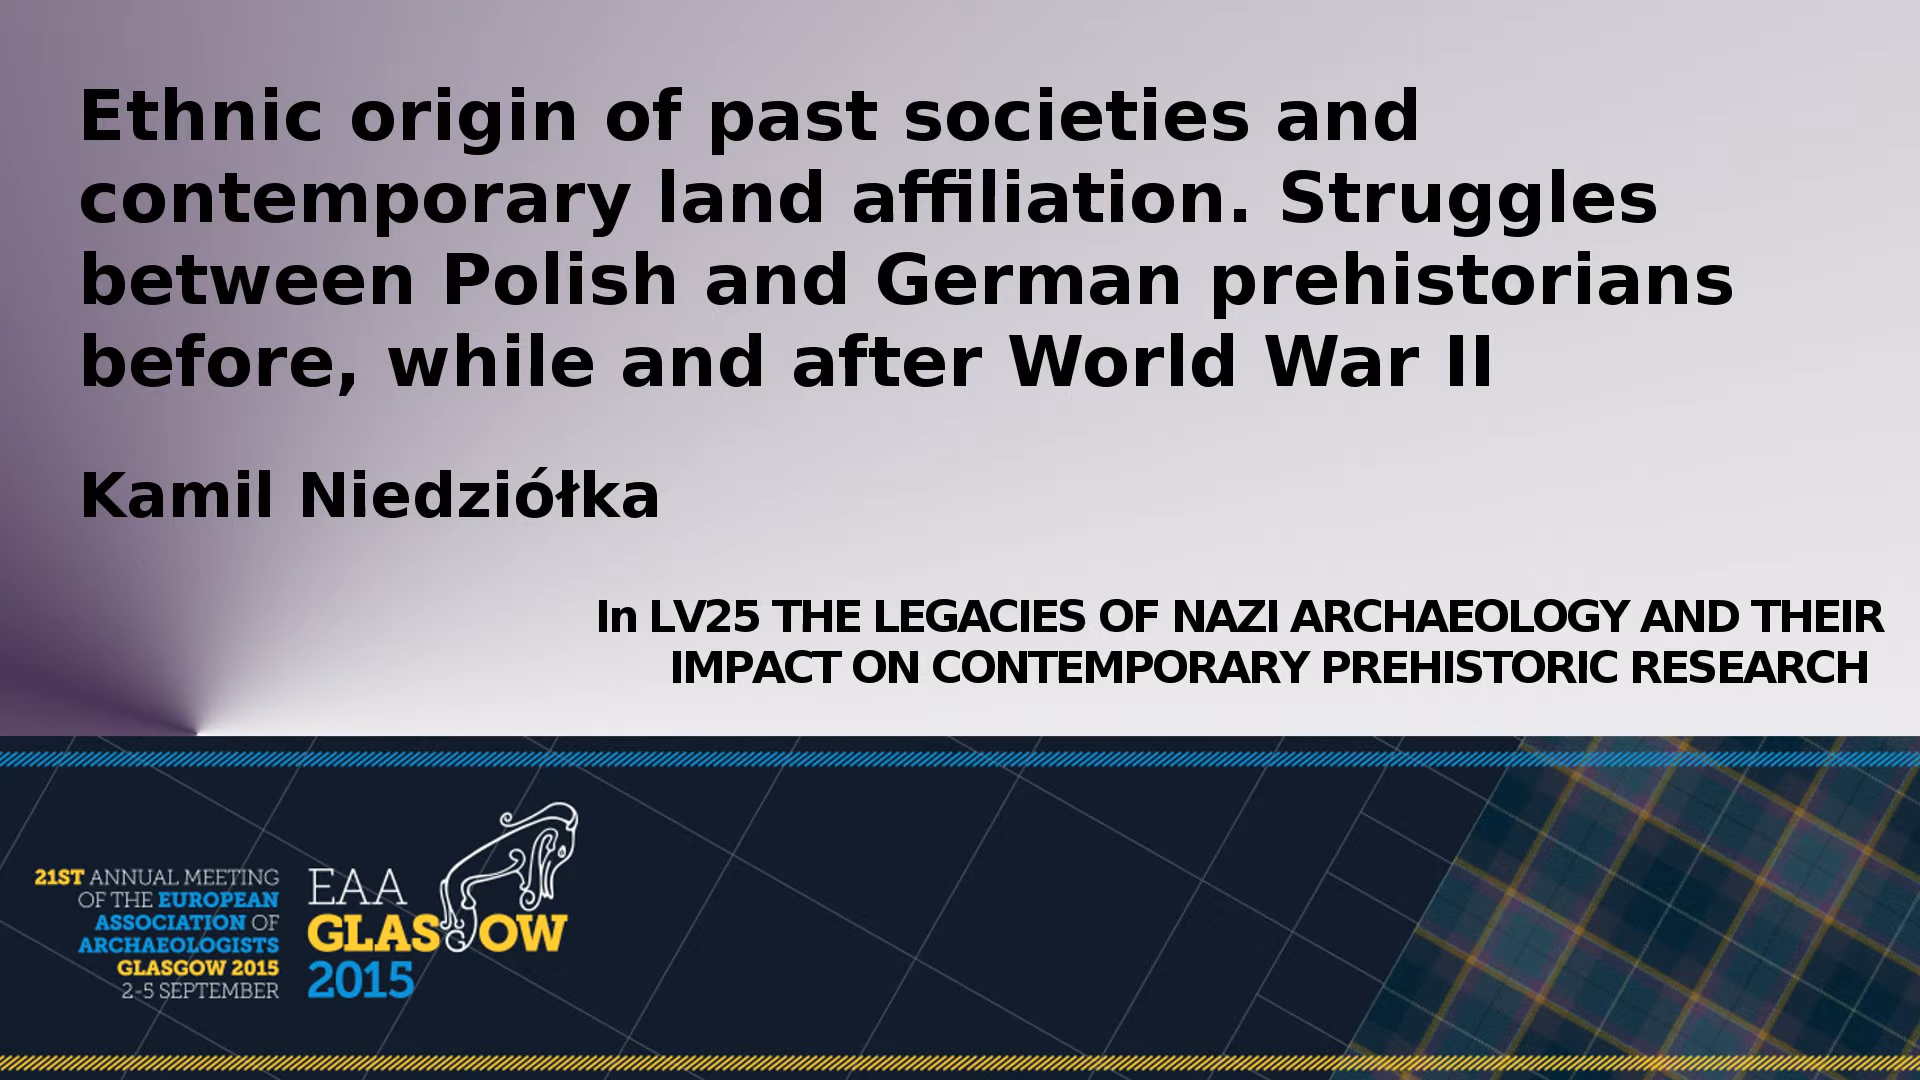 Ethnic origin of past societies and
contemporary land affiliation. Struggles
between Polish and German prehistorians
before, while and after World War II
Kamil Niedziółka
In LV25 THE LEGACIES OF NAZI ARCHAEOLOGY AND THEIR
IMPACT ON CONTEMPORARY PREHISTORIC RESEARCH
21ST ANNUAL MEETING
OF THE EUROPEAN
ASSOCIATION OF
ARCHAEOLOGISTS
GLASGOW 2015
2-5 SEPTEMBER
EAA
GLASGOW
2015